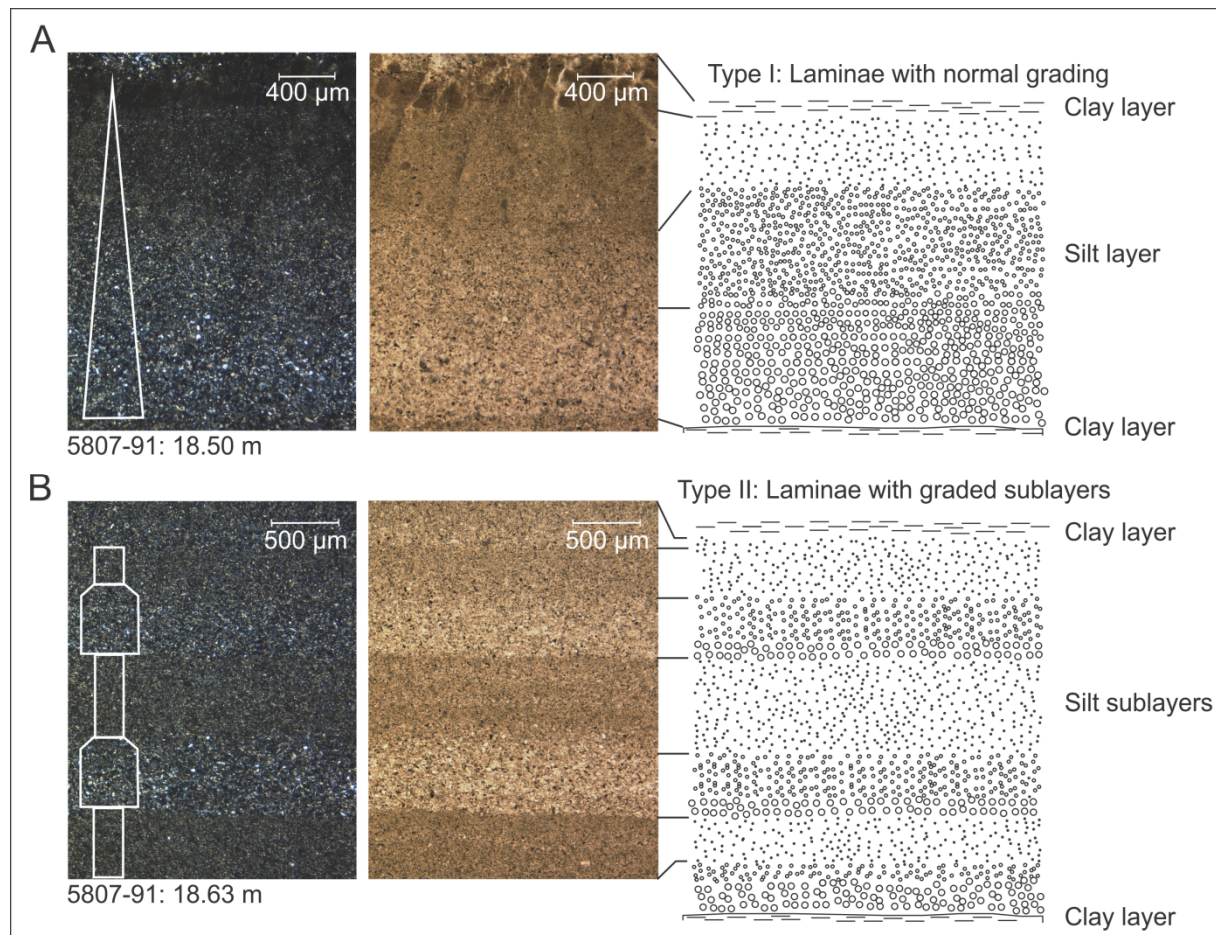 A
400 µm
400 µm
Type I: Laminae with normal grading
Clay layer
Silt layer
Clay layer
5807-91: 18.50 m
B
500 µm
500 µm
Type II: Laminae with graded sublayers
Clay layer
Silt sublayers
Clay layer
5807-91: 18.63 m